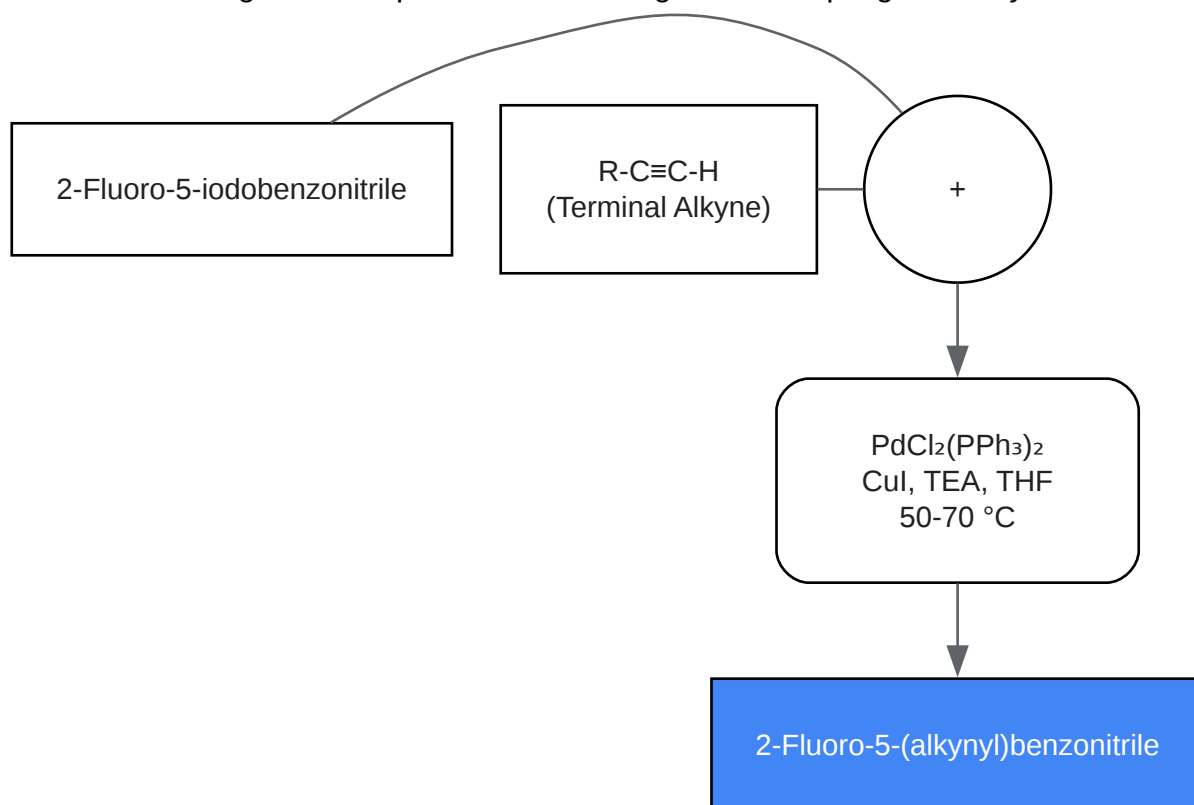 2-Fluoro-5-iodobenzonitrile
R-C≡C-H
(Terminal Alkyne)
+
PdCl₂(PPh₃)₂
CuI, TEA, THF
50-70 °C
2-Fluoro-5-(alkynyl)benzonitrile